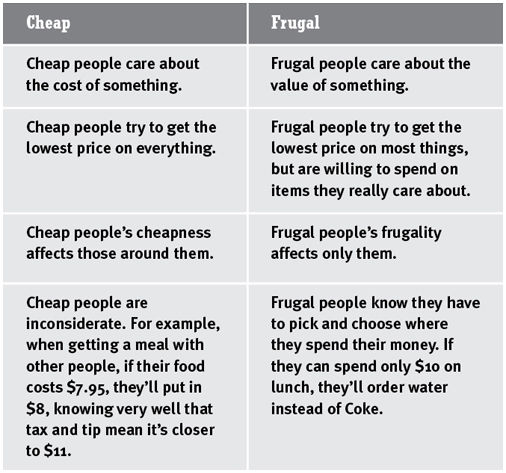 Cheap
Frugal
Cheap people care about
the cost of something.
Frugal people care about the
value of something.
Cheap people try to get the
lowest price on everything.
Frugal people try to get the
lowest price on most things,
but are willing to spend on
items they really care about.
Cheap people’s cheapness
affects those around them.
Frugal people’s frugality
affects only them.
Cheap people are
inconsiderate. For example,
when getting a meal with
other people, if their food
costs $7.95, they’ll put in
$8, knowing very well that
tax and tip mean it’s closer
to $11.
Frugal people know they have
to pick and choose where
they spend their money. If
they can spend only $10 on
lunch, they’ll order water
instead of Coke.